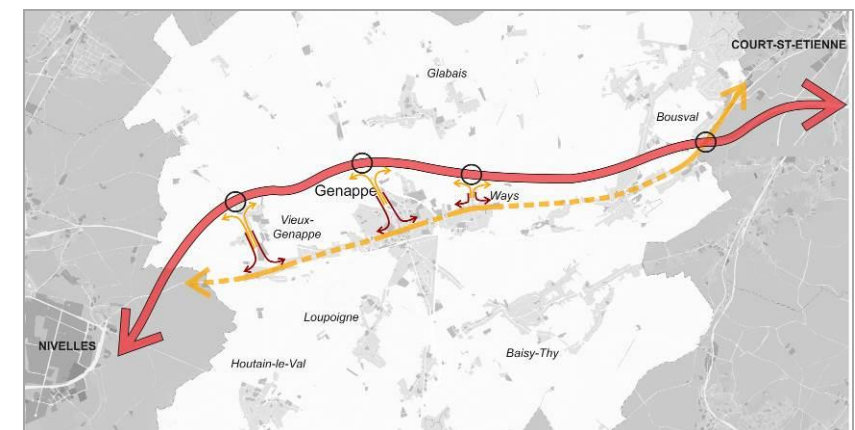 COURT-ST-ETIENNE
Glabais
Bousval
Genappe
Ways
Vieux-
Genappe
Loupoigne
NIVELLES
Baisy-Thy
Houtain-le-Val